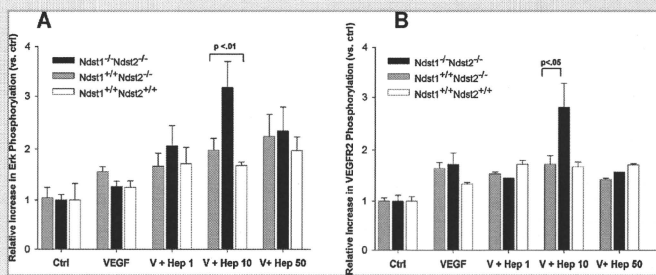 A
Relative Increase in Erk Phosphorylation (vs. ctrl)
4
3
2
1
0
Ndst1-/-Ndst2-/-
Ndst1+/+Ndst2-/-
Ndst1+/+Ndst2+/+
p <.01
Ctrl
VEGF
V + Hep 1
V + Hep 10
V+ Hep 50
B
Relative Increase in VEGFR2 Phosphorylation (vs. ctrl)
4
3
2
1
0
Ndst1-/-Ndst2-/-
Ndst1+/+Ndst2-/-
Ndst1+/+Ndst2+/+
p<.05
Ctrl
VEGF
V + Hep 1
V + Hep 10
V+ Hep 50